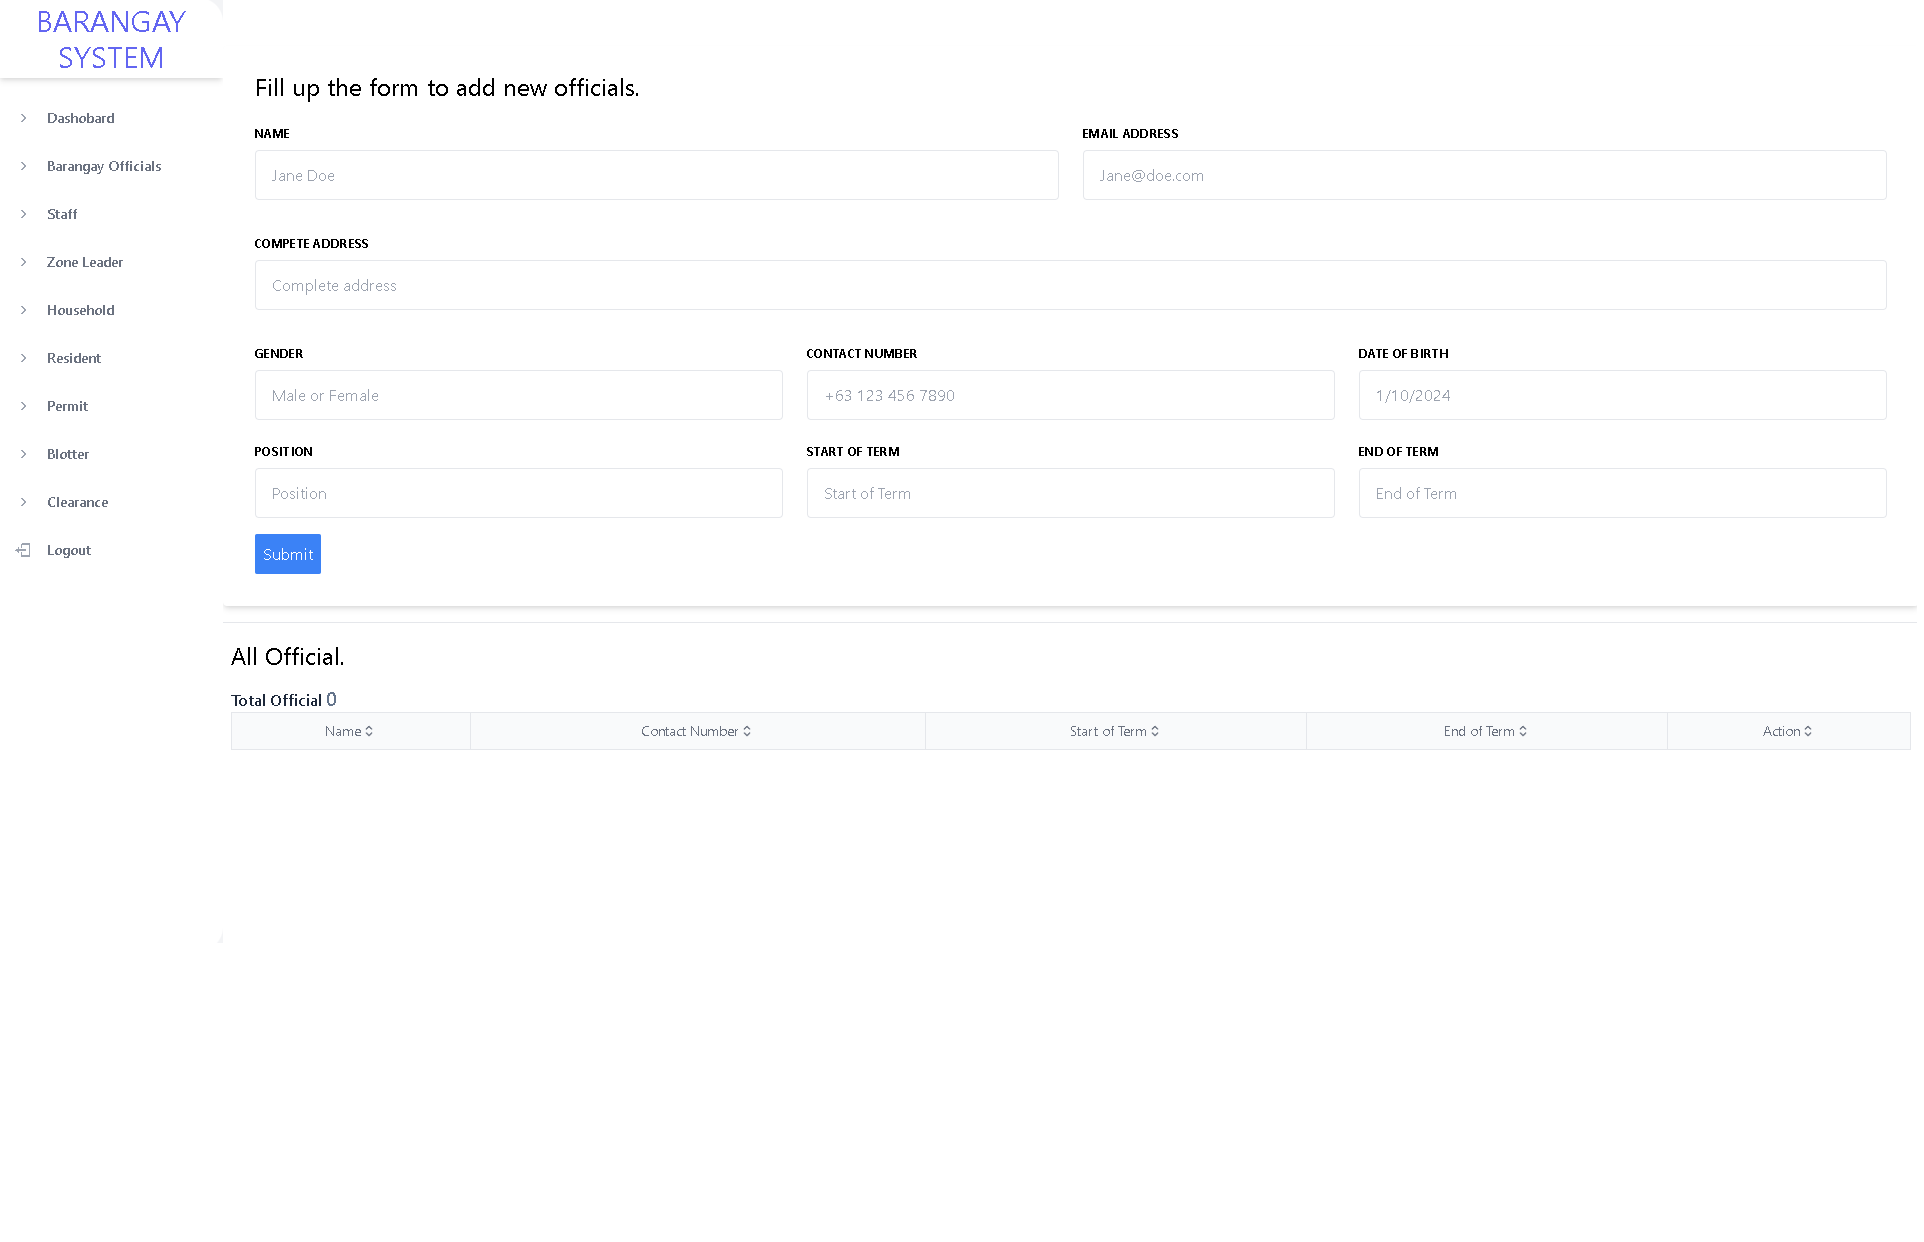 BARANGAY
SYSTEM
Dashobard
Barangay Officials
Staff
Zone Leader
Household
Resident
Permit
Blotter
Clearance
Logout
Fill up the form to add new officials.
NAME EMAIL ADDRESS
Jane Doe Jane@doe.com
COMPETE ADDRESS
Complete address
GENDER CONTACT NUMBER DATE OF BIRTH
Male or Female +63 123 456 7890 1/10/2024
POSITION START OF TERM END OF TERM
Position Start of Term End of Term
Submit
All Official.
Total Official 0
Name Contact Number Start of Term End of Term Action